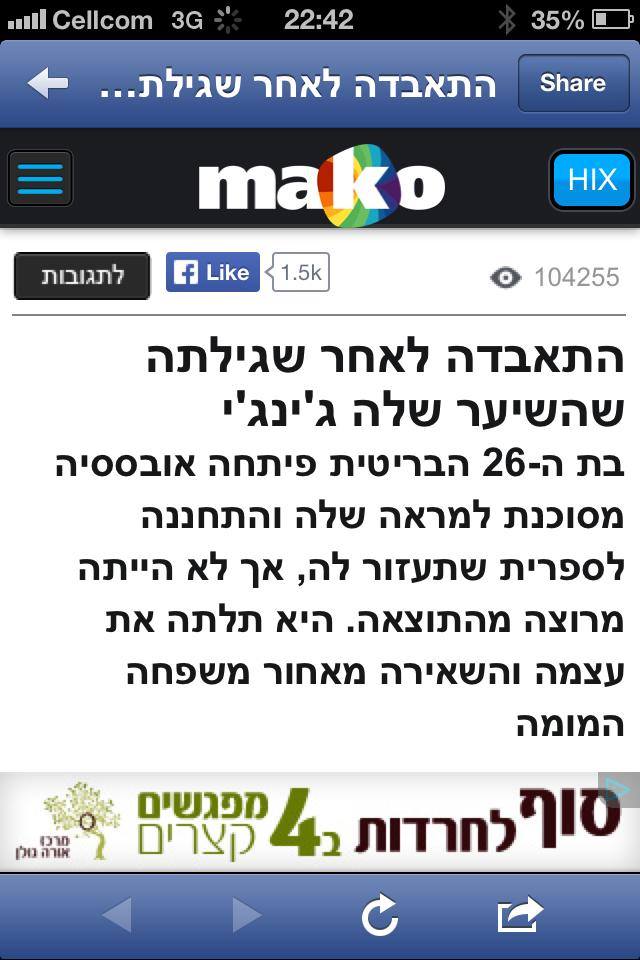 Cellcom 3G 22:42 35%
התאבדה לאחר שגילת... Share
mako HIX
לתגובות Like 1.5k 104255
התאבדה לאחר שגילתה
שהשיער שלה ג'ינג'י
בת ה-26 הבריטית פיתחה אובססיה
מסוכנת למראה שלה והתחננה
לספרית שתעזור לה, אך לא הייתה
מרוצה מהתוצאה. היא תלתה את
עצמה והשאירה מאחור משפחה
המומה
סוף לחרדות ב4 מפגשים
קצרים
מרכז
אורה גולן